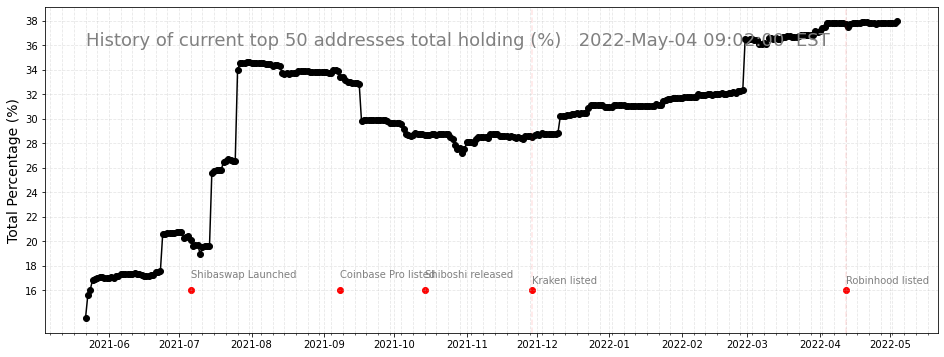 History of current top 50 addresses total holding (%) 2022-May-04 09:02:00 EST
Total Percentage (%)
38
36
34
32
30
28
26
24
22
20
18
16
Shibaswap Launched
Coinbase Pro listed
Shiboshi released
Kraken listed
Robinhood listed
2021-06 2021-07 2021-08 2021-09 2021-10 2021-11 2021-12 2022-01 2022-02 2022-03 2022-04 2022-05